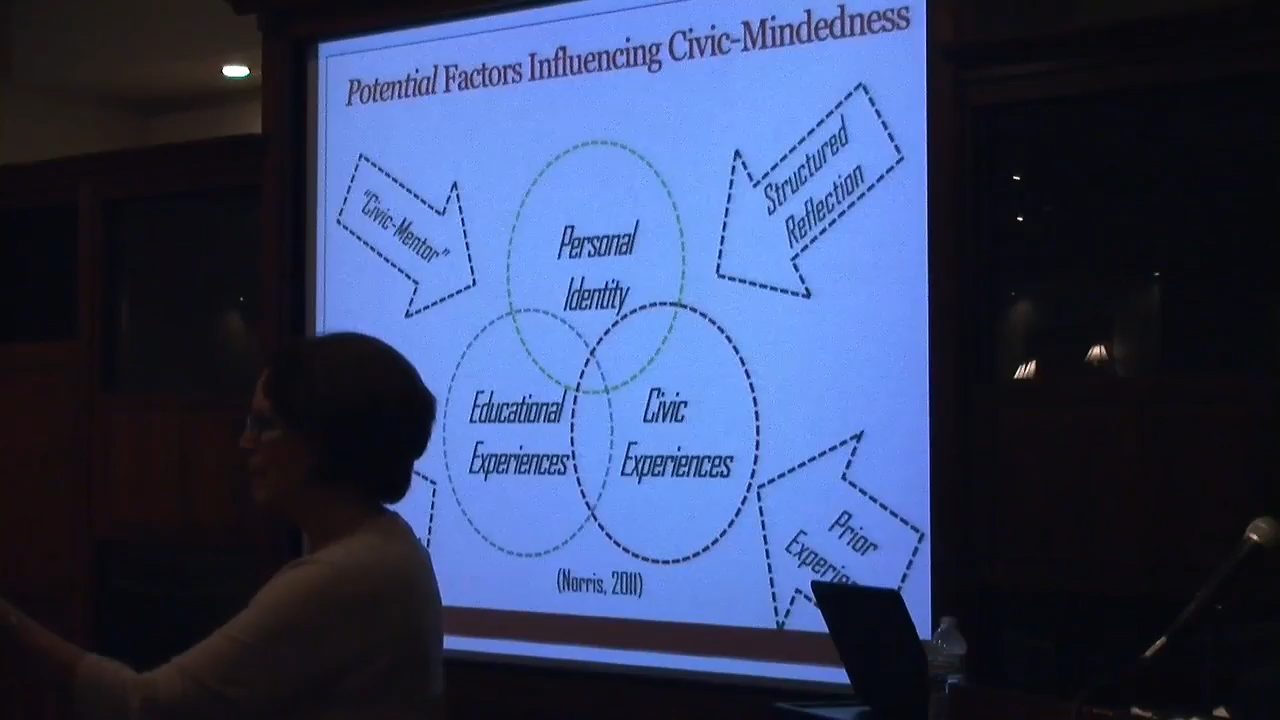 Potential Factors Influencing Civic-Mindedness
"Civic-Mentor"
Structured
Reflection
Personal
Identity
Educational
Experiences
Civic
Experiences
Prior
(Norris, 2011)